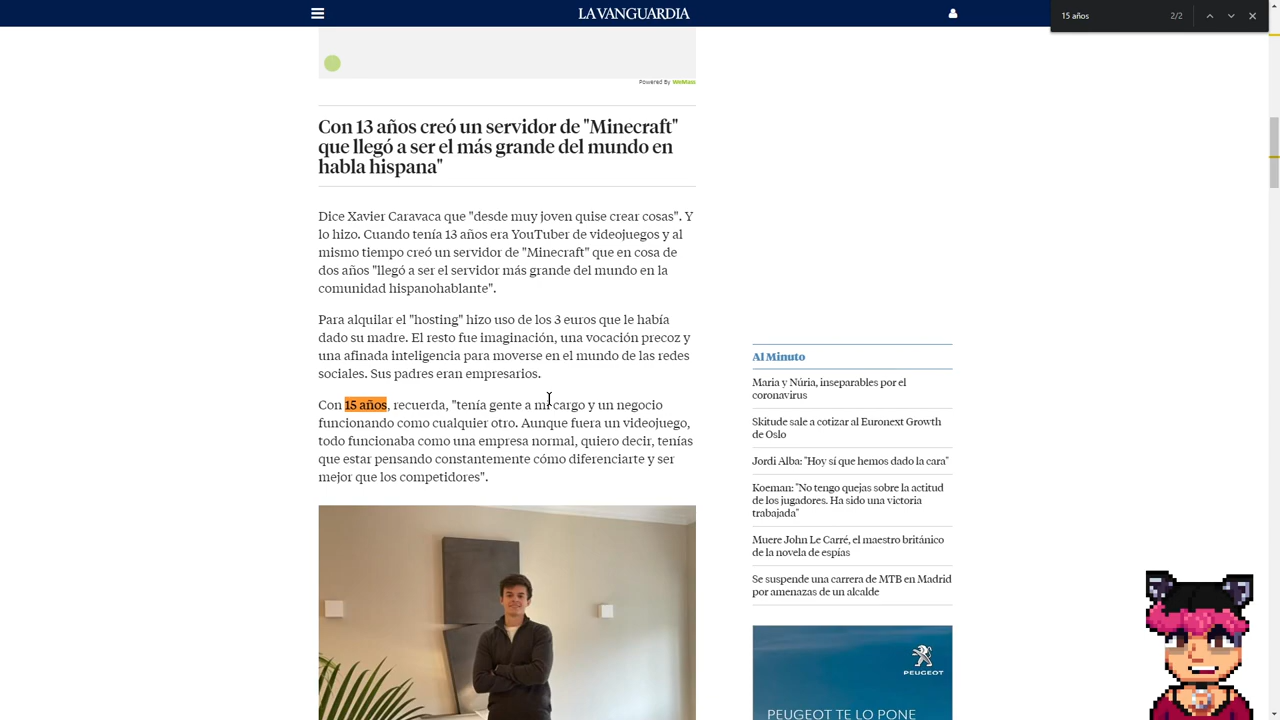 LA VANGUARDIA
15 años
2/2
Powered By WeMass
Con 13 años creó un servidor de "Minecraft"
que llegó a ser el más grande del mundo en
habla hispana"
Dice Xavier Caravaca que "desde muy joven quise crear cosas". Y
lo hizo. Cuando tenía 13 años era YouTuber de videojuegos y al
mismo tiempo creó un servidor de "Minecraft" que en cosa de
dos años "llegó a ser el servidor más grande del mundo en la
comunidad hispanohablante".
Para alquilar el "hosting" hizo uso de los 3 euros que le había
dado su madre. El resto fue imaginación, una vocación precoz y
una afinada inteligencia para moverse en el mundo de las redes
sociales. Sus padres eran empresarios.
Con 15 años, recuerda, "tenía gente a mi cargo y un negocio
funcionando como cualquier otro. Aunque fuera un videojuego,
todo funcionaba como una empresa normal, quiero decir, tenías
que estar pensando constantemente cómo diferenciarte y ser
mejor que los competidores".
Al Minuto
Maria y Núria, inseparables por el
coronavirus
Skitude sale a cotizar al Euronext Growth
de Oslo
Jordi Alba: "Hoy sí que hemos dado la cara"
Koeman: "No tengo quejas sobre la actitud
de los jugadores. Ha sido una victoria
trabajada"
Muere John Le Carré, el maestro británico
de la novela de espías
Se suspende una carrera de MTB en Madrid
por amenazas de un alcalde
PEUGEOT
PEUGEOT TE LO PONE